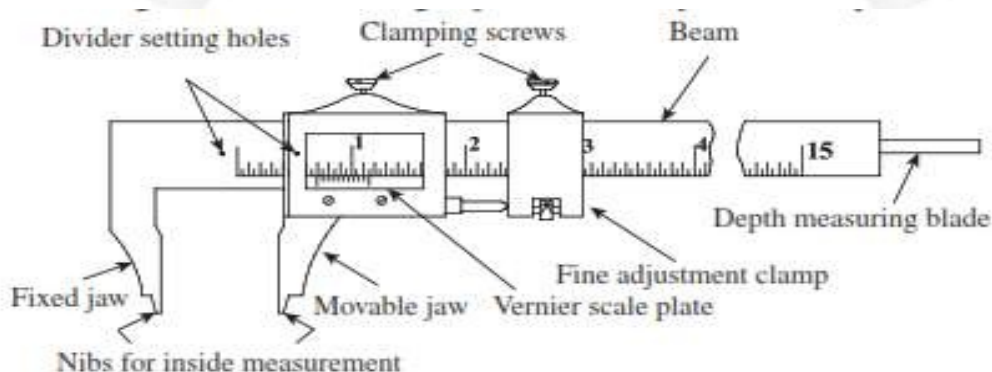 Divider setting holes
Clamping screws
Beam
1
2
3
4
15
Depth measuring blade
Fine adjustment clamp
Fixed jaw
Movable jaw
Vernier scale plate
Nibs for inside measurement